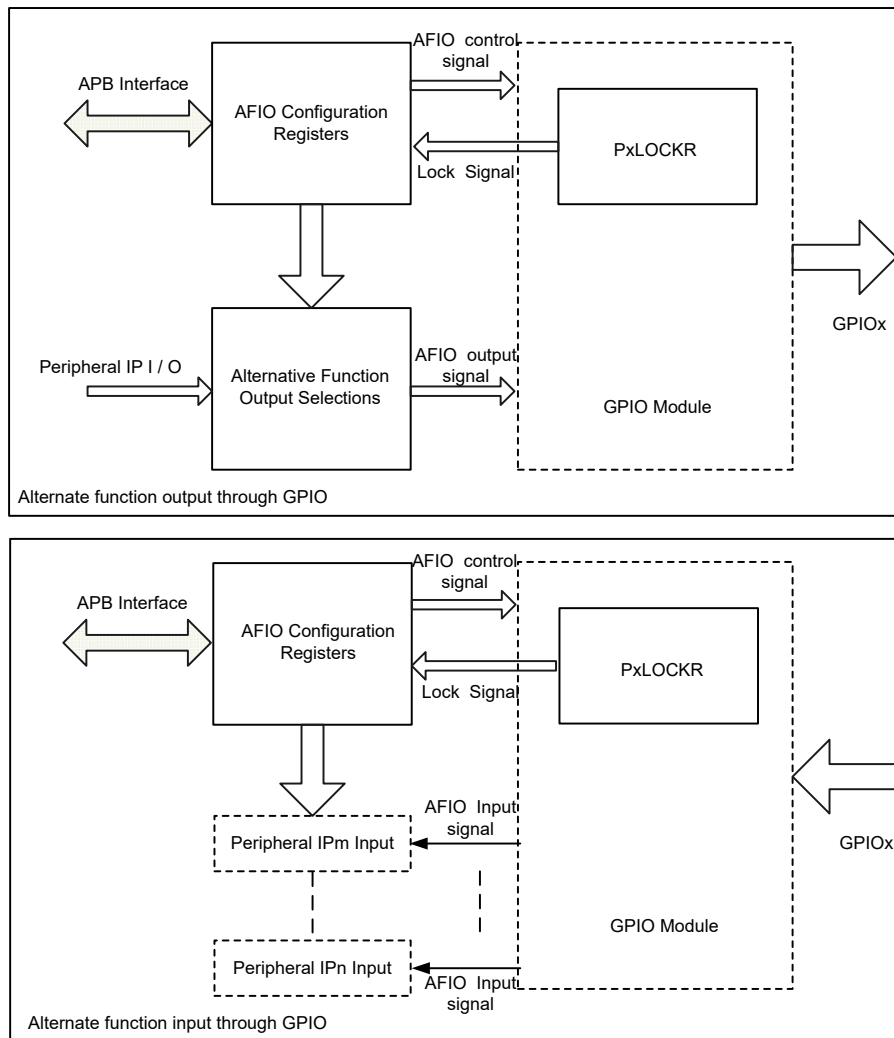 AFIO control
signal
APB Interface
AFIO Configuration
Registers
PxLOCKR
Lock Signal
GPIOx
Peripheral IP I / O
Alternative Function
Output Selections
AFIO output
signal
GPIO Module
Alternate function output through GPIO
AFIO control
signal
APB Interface
AFIO Configuration
Registers
PxLOCKR
Lock Signal
AFIO Input
signal
Peripheral IPm Input
GPIOx
GPIO Module
Peripheral IPn Input
AFIO Input
signal
Alternate function input through GPIO